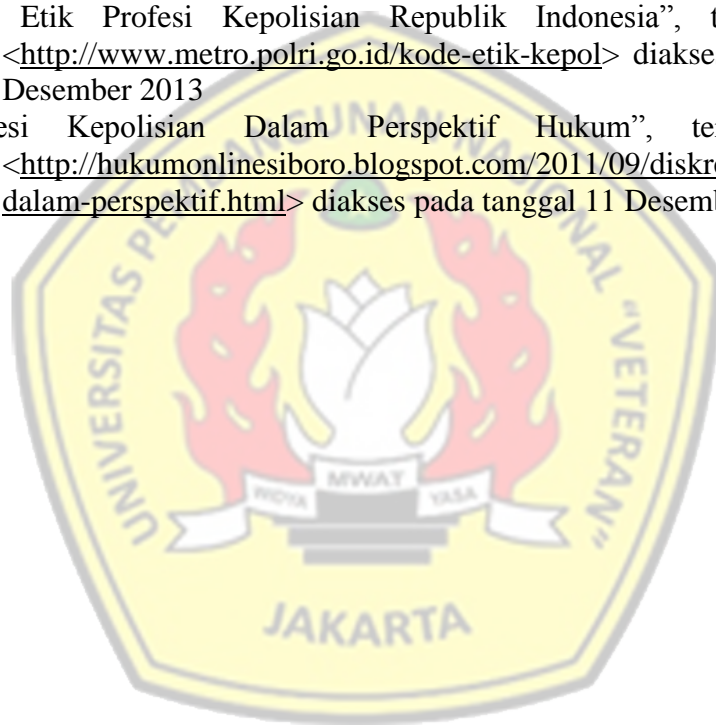 Etik Profesi Kepolisian Republik Indonesia”, t
<http://www.metro.polri.go.id/kode-etik-kepol> diakse
Desember 2013
esi Kepolisian Dalam Perspektif Hukum”, te
<http://hukumonlinesiboro.blogspot.com/2011/09/diskre
dalam-perspektif.html> diakses pada tanggal 11 Desemb
UNIVERSITAS PEMBANGUNAN NASIONAL “VETERAN”
WIDYA MWAT YASA
JAKARTA